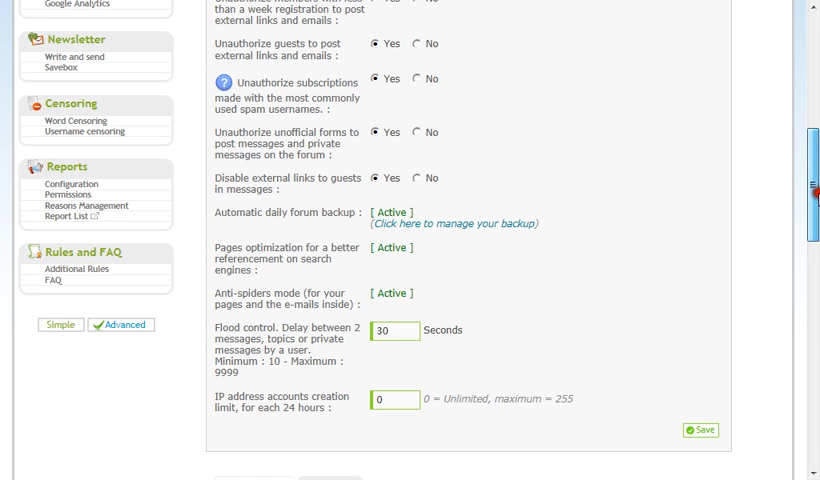 Google Analytics
Newsletter
Write and send
Savebox
Censoring
Word Censoring
Username censoring
Reports
Configuration
Permissions
Reasons Management
Report List
Rules and FAQ
Additional Rules
FAQ
Simple
Advanced
than a week registration to post
external links and emails :
Unauthorize guests to post
external links and emails :
Yes No
? Unauthorize subscriptions
made with the most commonly
used spam usernames. :
Yes No
Unauthorize unofficial forms to
post messages and private
messages on the forum :
Yes No
Disable external links to guests
in messages :
Yes No
Automatic daily forum backup :
[ Active ]
(Click here to manage your backup)
Pages optimization for a better
referencement on search
engines :
[ Active ]
Anti-spiders mode (for your
pages and the e-mails inside) :
[ Active ]
Flood control. Delay between 2
messages, topics or private
messages by a user.
Minimum : 10 - Maximum :
9999
30 Seconds
IP address accounts creation
limit, for each 24 hours :
0 0 = Unlimited, maximum = 255
Save